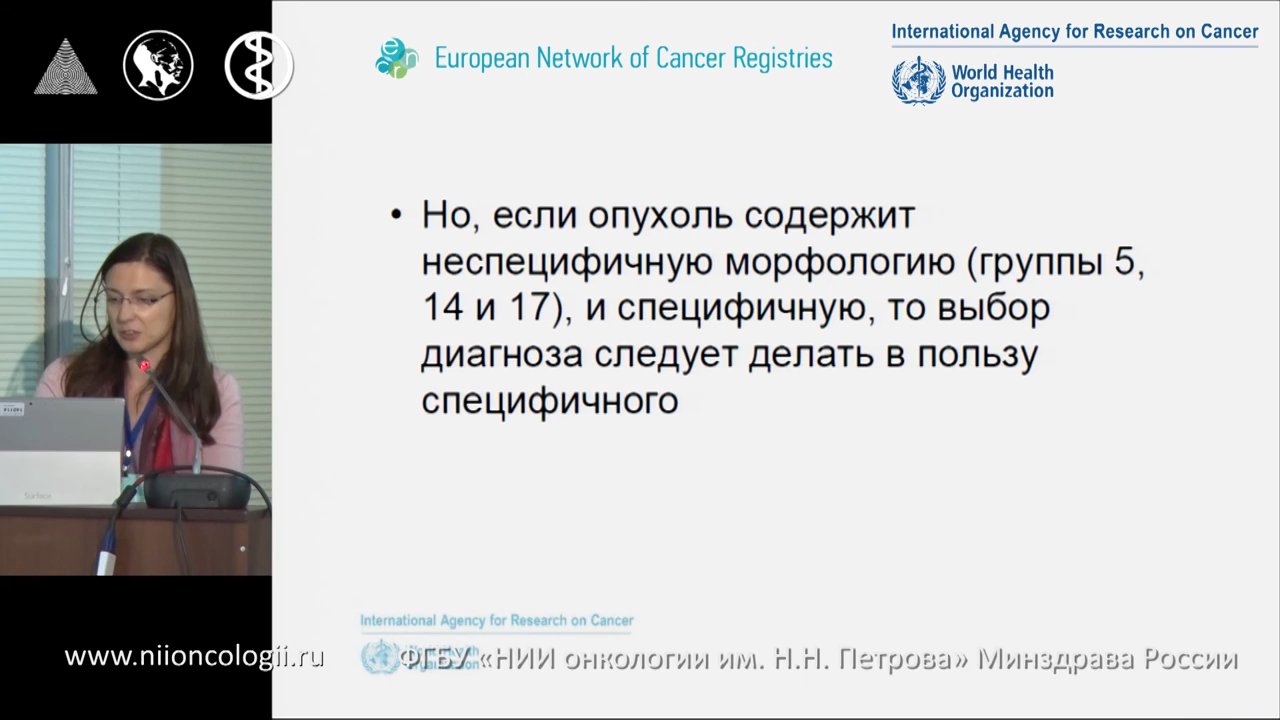 European Network of Cancer Registries
International Agency for Research on Cancer
World Health
Organization
• Но, если опухоль содержит
неспецифичную морфологию (группы 5,
14 и 17), и специфичную, то выбор
диагноза следует делать в пользу
специфичного
Surface
International Agency for Research on Cancer
www.niioncologii.ru
ФГБУ «НИИ онкологии им. Н.Н. Петрова» Минздрава России